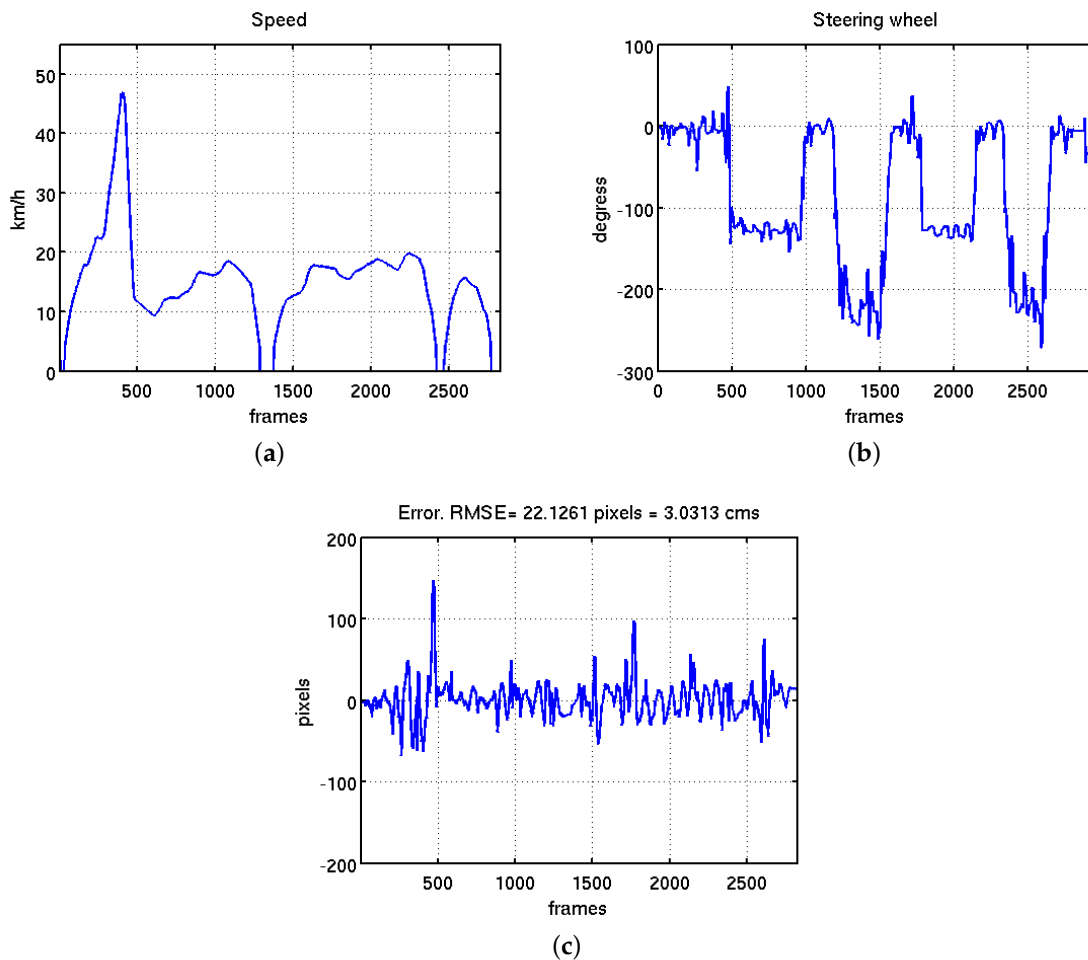 Speed
50
40
30
20
10
0
km/h
500 1000 1500 2000 2500
frames
(a)
Steering wheel
100
0
-100
-200
-300
degress
0 500 1000 1500 2000 2500
frames
(b)
Error. RMSE= 22.1261 pixels = 3.0313 cms
200
100
0
-100
-200
pixels
500 1000 1500 2000 2500
frames
(c)